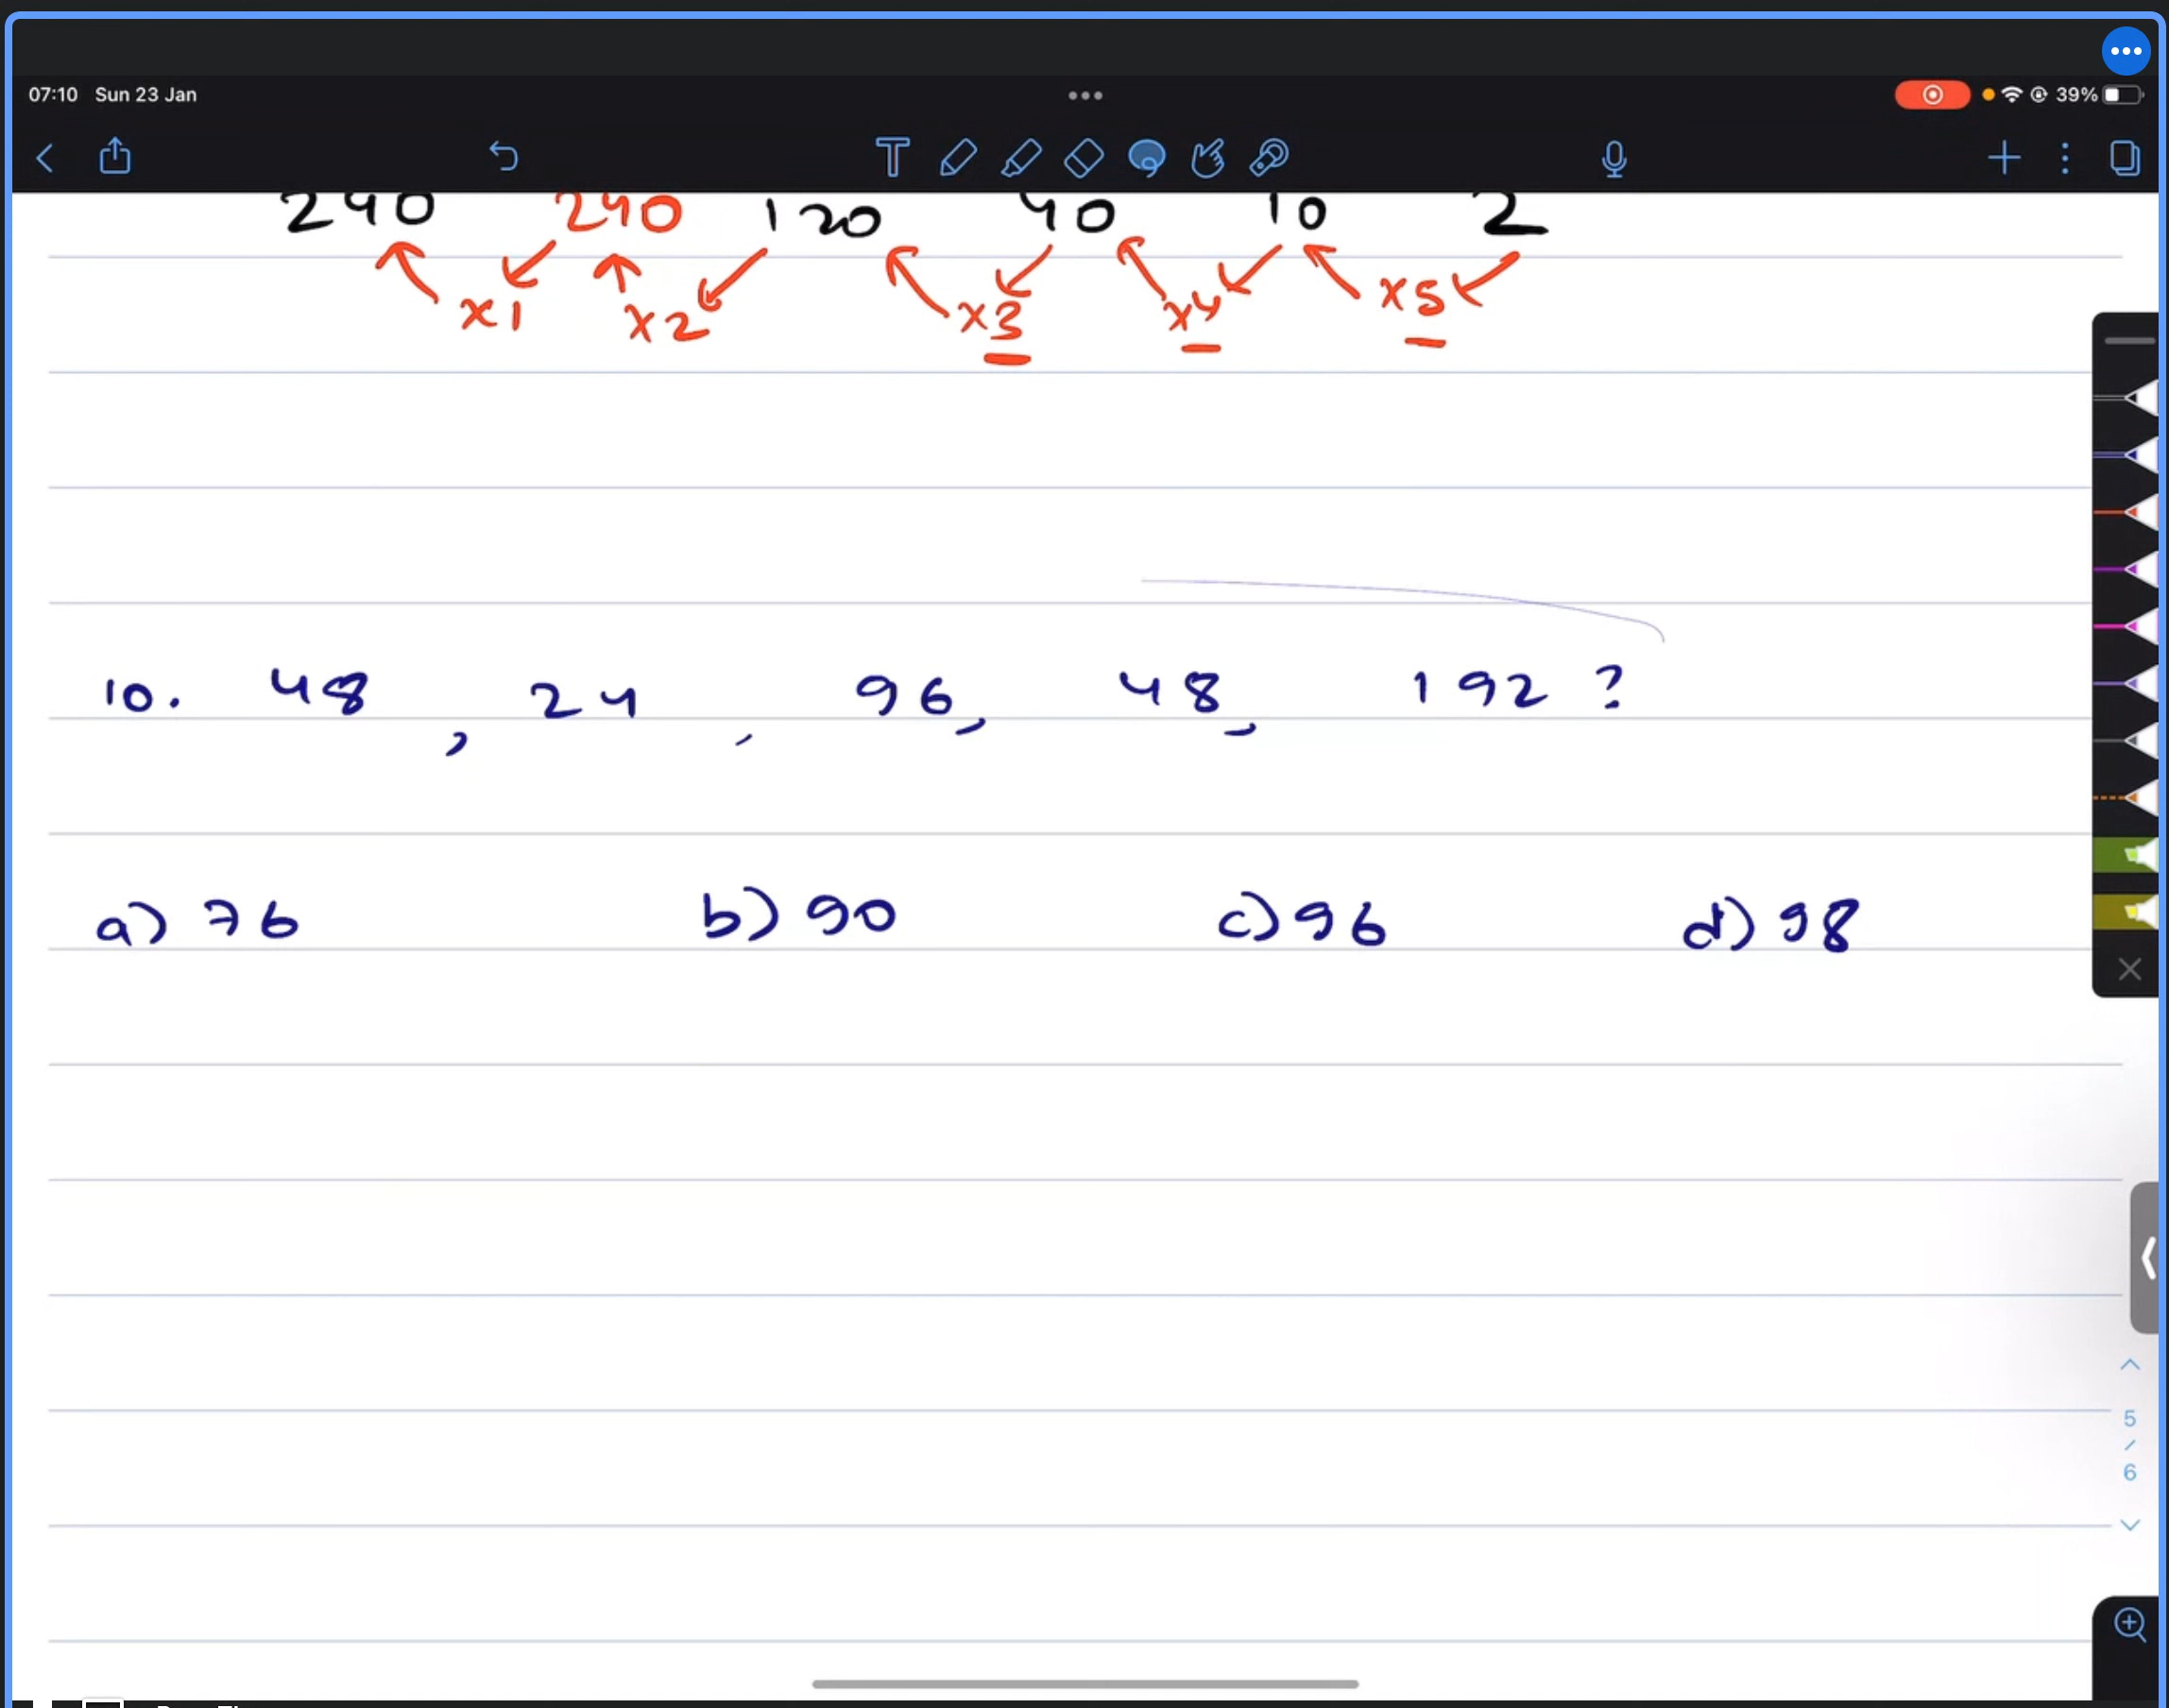 07:10 Sun 23 Jan 39%
240 240 120 40 10 2
x1 x2 x3 x4 x5
10. 48, 24, 96, 48, 192 ?
a) 76 b) 90 c) 96 d) 98
5
/
6